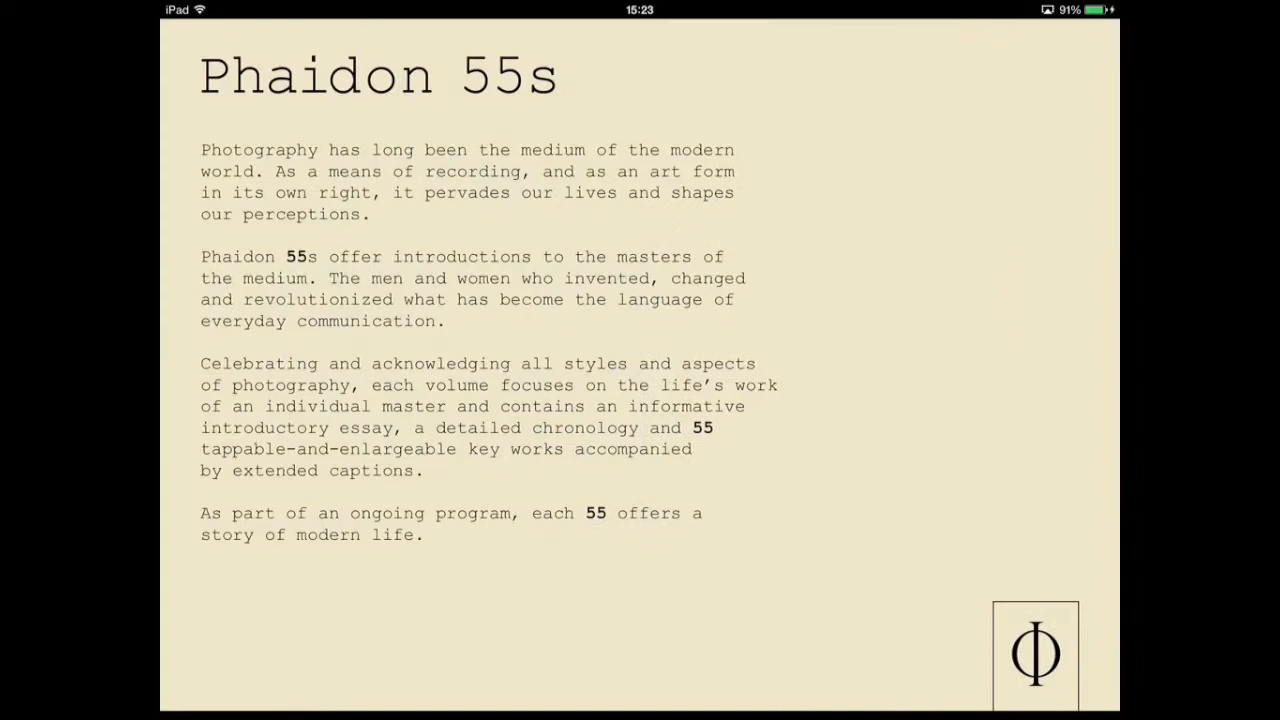 iPad 15:23 91%
Phaidon 55s
Photography has long been the medium of the modern
world. As a means of recording, and as an art form
in its own right, it pervades our lives and shapes
our perceptions.
Phaidon 55s offer introductions to the masters of
the medium. The men and women who invented, changed
and revolutionized what has become the language of
everyday communication.
Celebrating and acknowledging all styles and aspects
of photography, each volume focuses on the life’s work
of an individual master and contains an informative
introductory essay, a detailed chronology and 55
tappable-and-enlargeable key works accompanied
by extended captions.
As part of an ongoing program, each 55 offers a
story of modern life.
Φ